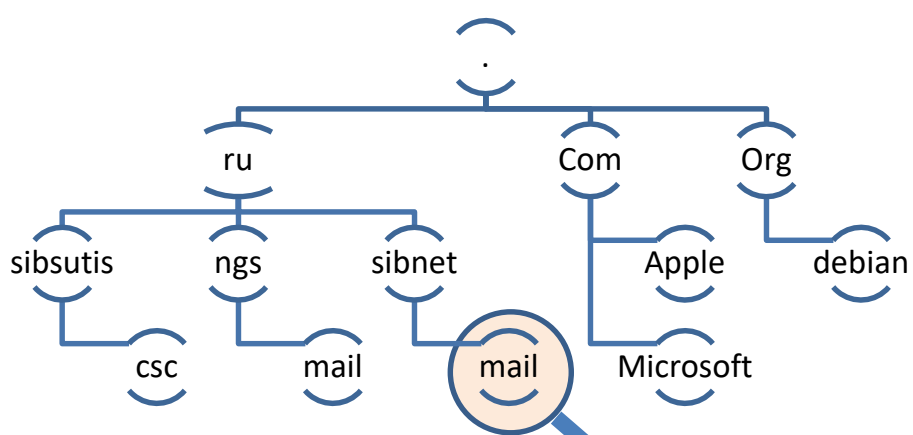 .
ru
Com
Org
sibsutis
ngs
sibnet
Apple
debian
csc
mail
mail
Microsoft